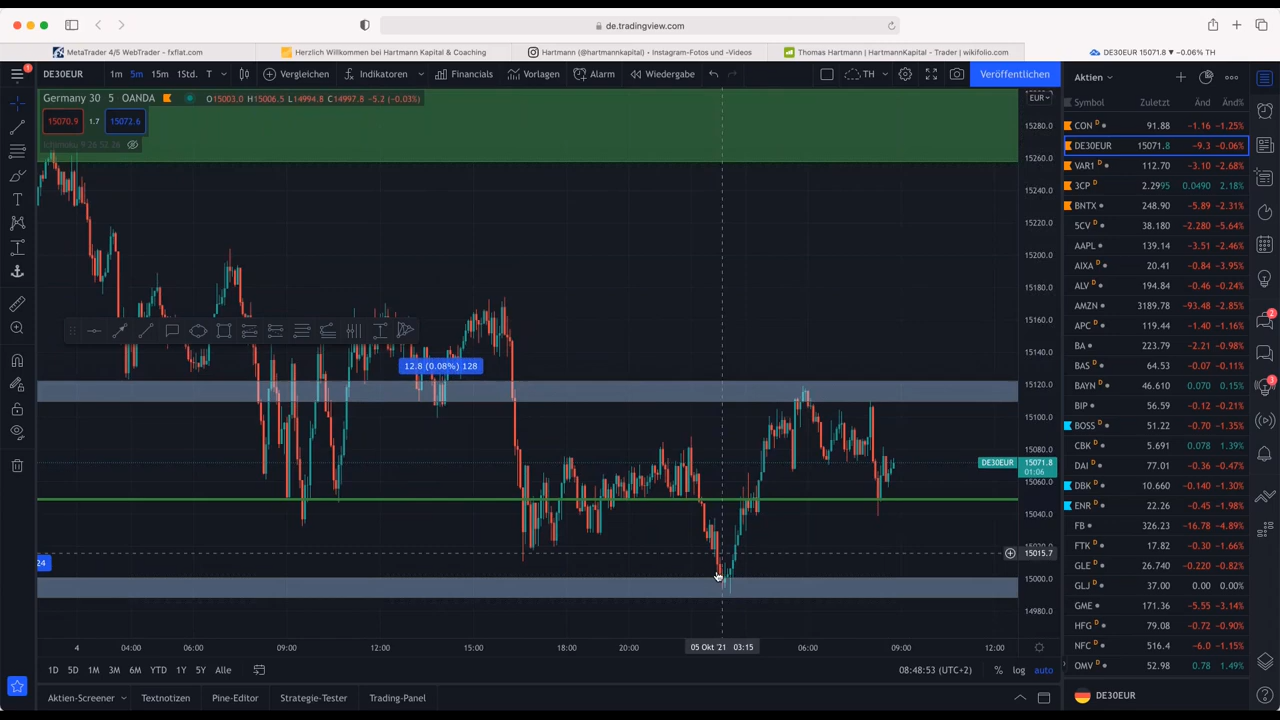 de.tradingview.com
MetaTrader 4/5 WebTrader - fxflat.com
Herzlich Willkommen bei Hartmann Kapital & Coaching
Hartmann (@hartmannkapital) • Instagram-Fotos und -Videos
Thomas Hartmann | HartmannKapital - Trader | wikifolio.com
DE30EUR 15071.8 ▼ −0.06% TH
DE30EUR 1m 5m 15m 1Std. T Vergleichen Indikatoren Financials Vorlagen Alarm Wiedergabe TH Veröffentlichen
Germany 30 5 OANDA O15003.0 H15006.5 L14994.8 C14997.8 −5.2 (−0.03%)
15070.9 1.7 15072.6
Ichimoku 9 26 52 26
EUR
15280.0
15260.0
15240.0
15220.0
15200.0
15180.0
15160.0
15140.0
15120.0
15100.0
15080.0
DE30EUR 15071.8
01:06
15060.0
15040.0
15015.7
15000.0
14980.0
12.8 (0.08%) 128
24
4 04:00 06:00 09:00 12:00 15:00 18:00 20:00 05 Okt '21 03:15 06:00 09:00 12:00
1D 5D 1M 3M 6M YTD 1Y 5Y Alle 08:48:53 (UTC+2) % log auto
Aktien-Screener Textnotizen Pine-Editor Strategie-Tester Trading-Panel
Aktien
Symbol Zuletzt Änd Änd%
CON D 91.88 −1.16 −1.25%
DE30EUR 15071.8 −9.3 −0.06%
VAR1 D 112.70 −3.10 −2.68%
3CP D 2.2995 0.0490 2.18%
BNTX 248.90 −5.89 −2.31%
5CV D 38.180 −2.280 −5.64%
AAPL 139.14 −3.51 −2.46%
AIXA D 20.41 −0.84 −3.95%
ALV D 194.84 −0.46 −0.24%
AMZN 3189.78 −93.48 −2.85%
APC D 119.44 −1.40 −1.16%
BA 223.79 −2.21 −0.98%
BAS D 64.53 −0.07 −0.11%
BAYN D 46.610 0.070 0.15%
BIP 56.59 −0.12 −0.21%
BOSS D 51.22 −0.70 −1.35%
CBK D 5.691 0.078 1.39%
DAI D 77.01 −0.36 −0.47%
DBK D 10.660 −0.140 −1.30%
ENR D 22.26 −0.45 −1.98%
FB 326.23 −16.78 −4.89%
FTK D 17.82 −0.30 −1.66%
GLE D 26.740 −0.220 −0.82%
GLJ D 37.00 0.00 0.00%
GME 171.36 −5.55 −3.14%
HFG D 79.08 −0.72 −0.90%
NFC D 516.4 −6.0 −1.15%
OMV D 52.98 0.78 1.49%
DE30EUR